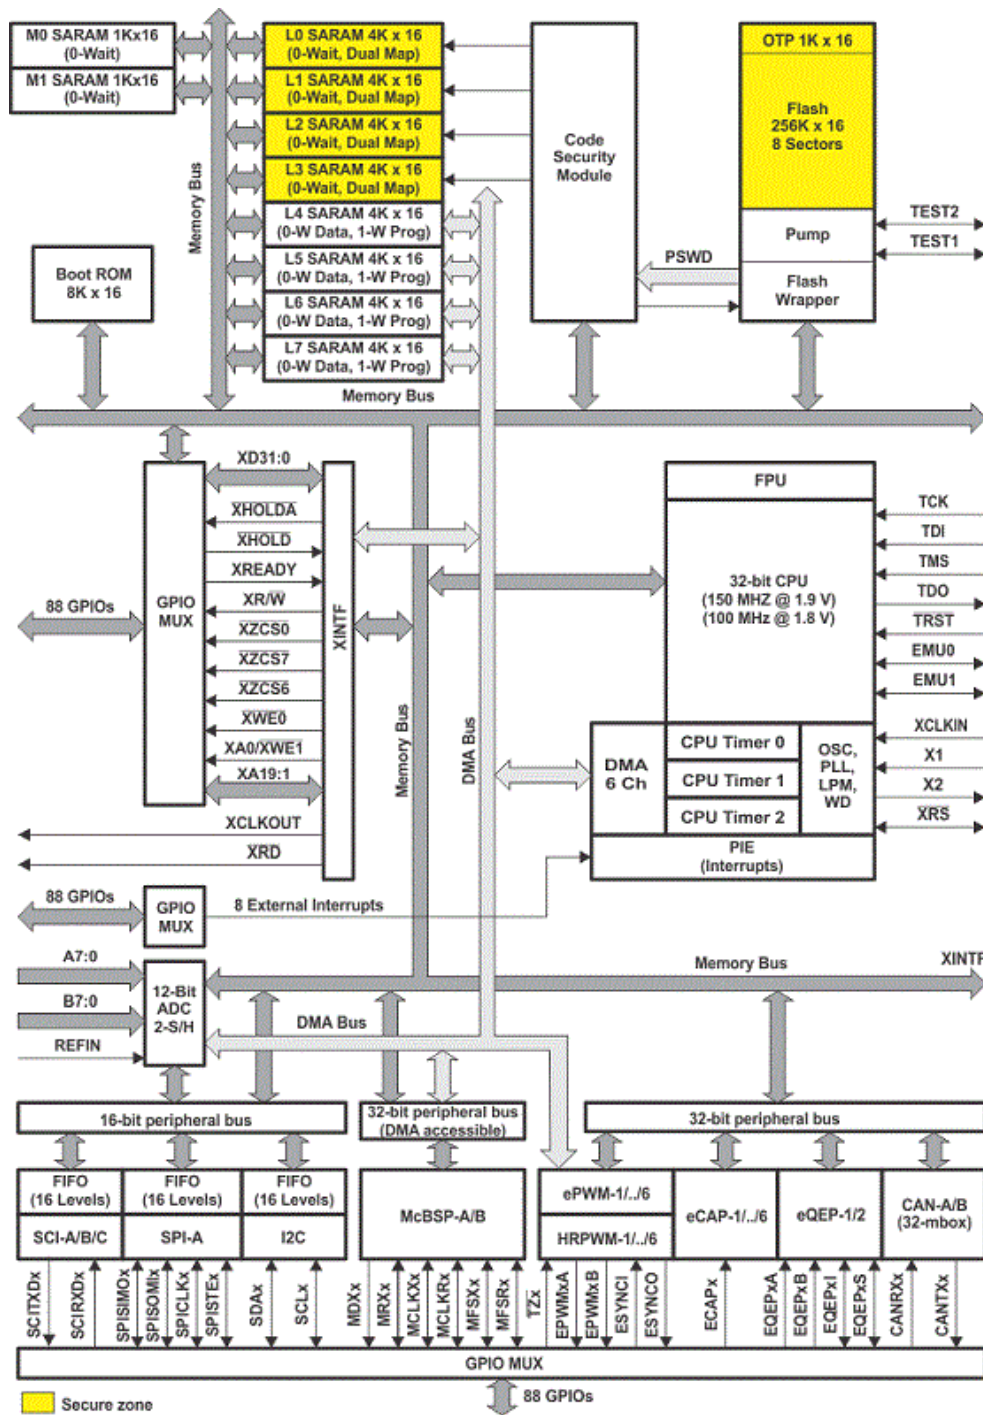 M0 SARAM 1Kx16
(0-Wait)
M1 SARAM 1Kx16
(0-Wait)
L0 SARAM 4K x 16
(0-Wait, Dual Map)
L1 SARAM 4K x 16
(0-Wait, Dual Map)
L2 SARAM 4K x 16
(0-Wait, Dual Map)
L3 SARAM 4K x 16
(0-Wait, Dual Map)
L4 SARAM 4K x 16
(0-W Data, 1-W Prog)
L5 SARAM 4K x 16
(0-W Data, 1-W Prog)
L6 SARAM 4K x 16
(0-W Data, 1-W Prog)
L7 SARAM 4K x 16
(0-W Data, 1-W Prog)
Memory Bus
Boot ROM
8K x 16
Code
Security
Module
OTP 1K x 16
Flash
256K x 16
8 Sectors
Pump
Flash
Wrapper
TEST2
TEST1
PSWD
Memory Bus
88 GPIOs
GPIO
MUX
XD31:0
XHOLDA
XHOLD
XREADY
XR/W
XZCS0
XZCS7
XZCS6
XWE0
XA0/XWE1
XA19:1
XCLKOUT
XRD
XINTF
Memory Bus
DMA Bus
FPU
32-bit CPU
(150 MHZ @ 1.9 V)
(100 MHz @ 1.8 V)
TCK
TDI
TMS
TDO
TRST
EMU0
EMU1
DMA
6 Ch
CPU Timer 0
CPU Timer 1
CPU Timer 2
OSC,
PLL,
LPM,
WD
XCLKIN
X1
X2
XRS
PIE
(Interrupts)
88 GPIOs
GPIO
MUX
8 External Interrupts
A7:0
B7:0
REFIN
12-Bit
ADC
2-S/H
Memory Bus
XINTF
DMA Bus
16-bit peripheral bus
32-bit peripheral bus
(DMA accessible)
32-bit peripheral bus
FIFO
(16 Levels)
SCI-A/B/C
FIFO
(16 Levels)
SPI-A
FIFO
(16 Levels)
I2C
McBSP-A/B
ePWM-1/../6
HRPWM-1/../6
eCAP-1/../6
eQEP-1/2
CAN-A/B
(32-mbox)
SCITXDx
SCIRXDx
SPISIMOx
SPISOMIx
SPICLKx
SPISTEx
SDAx
SCLx
MDXx
MRXx
MCLKXx
MCLKRx
MFSXx
MFSRx
TZx
EPWMxA
EPWMxB
ESYNCI
ESYNCO
ECAPx
EQEPxA
EQEPxB
EQEPxI
EQEPxS
CANRXx
CANTXx
GPIO MUX
88 GPIOs
Secure zone